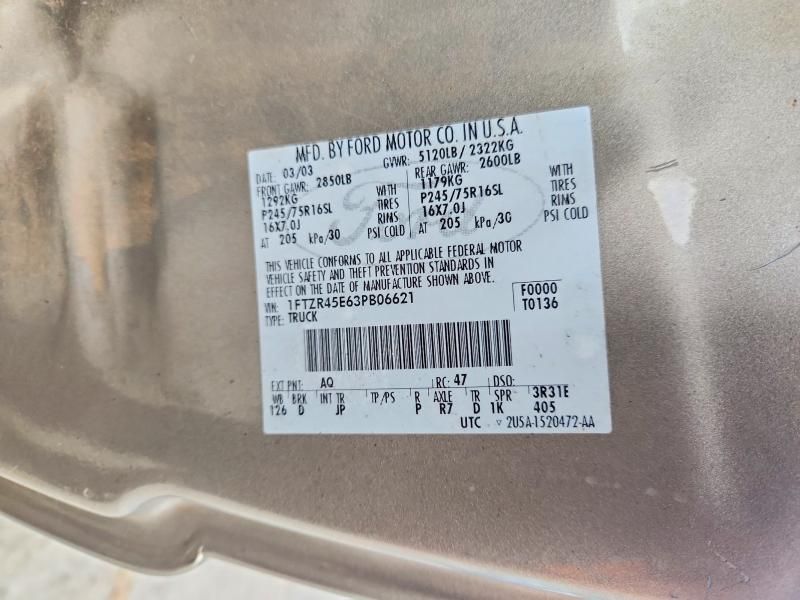 MFD. BY FORD MOTOR CO. IN U.S.A.
DATE: 03/03 GVWR: 5120LB/ 2322KG
FRONT GAWR: 2850LB REAR GAWR: 2600LB
1292KG WITH 1179KG WITH
P245/75R16SL TIRES P245/75R16SL TIRES
16X7.0J RIMS 16X7.0J RIMS
AT 205 kPa/30 PSI COLD AT 205 kPa/30 PSI COLD
Ford
THIS VEHICLE CONFORMS TO ALL APPLICABLE FEDERAL MOTOR
VEHICLE SAFETY AND THEFT PREVENTION STANDARDS IN
EFFECT ON THE DATE OF MANUFACTURE SHOWN ABOVE.
VIN: 1FTZR45E63PB06621 F0000
TYPE: TRUCK T0136
EXT PNT: AQ RC: 47 DSO:
WB BRK INT TR TP/PS R AXLE TR SPR 3R31E
126 D JP P R7 D 1K 405
UTC ▽ 2U5A-1520472-AA